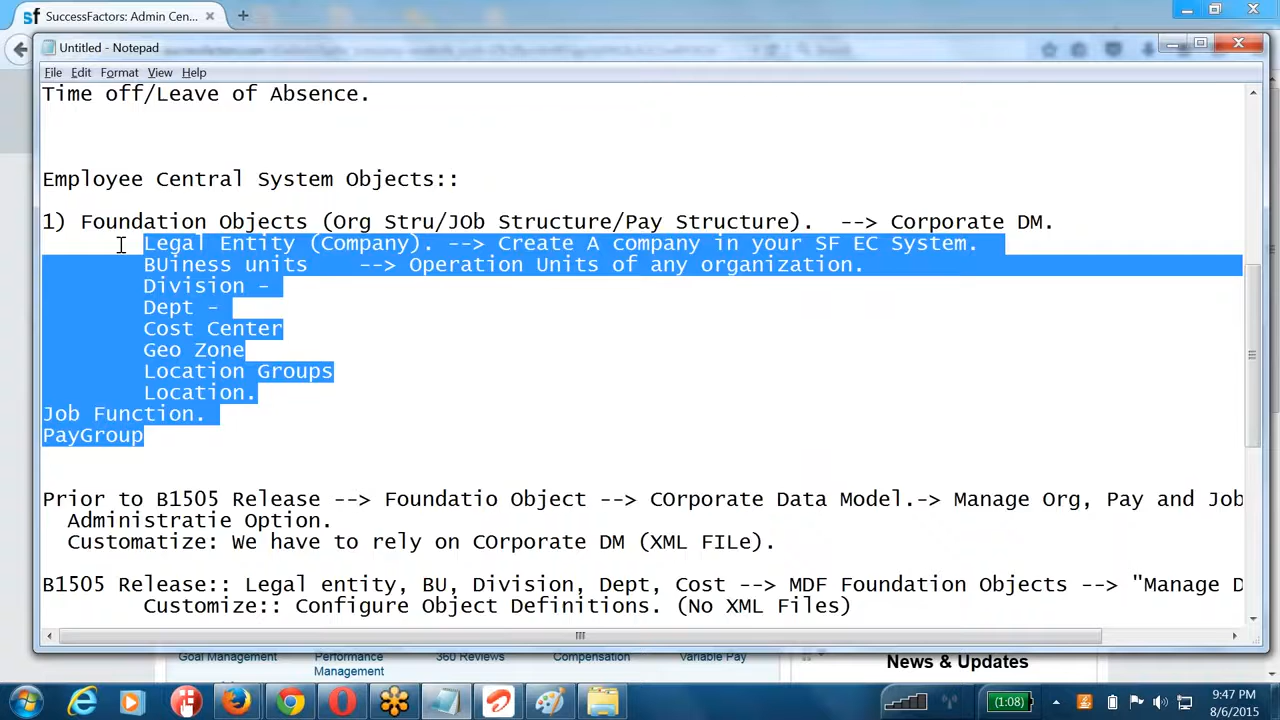 SuccessFactors: Admin Cen...
Untitled - Notepad
File Edit Format View Help
Time off/Leave of Absence.
Employee Central System Objects::
1) Foundation Objects (Org Stru/JOb Structure/Pay Structure). --> Corporate DM.
Legal Entity (Company). --> Create A company in your SF EC System.
BUiness units --> Operation Units of any organization.
Division -
Dept -
Cost Center
Geo Zone
Location Groups
Location.
Job Function.
PayGroup
Prior to B1505 Release --> Foundatio Object --> COrporate Data Model.-> Manage Org, Pay and Job
Administratie Option.
Customatize: We have to rely on COrporate DM (XML FILe).
B1505 Release:: Legal entity, BU, Division, Dept, Cost --> MDF Foundation Objects --> "Manage D
Customize:: Configure Object Definitions. (No XML Files)
Goal Management Performance Management 360 Reviews Compensation Variable Pay
News & Updates
(1:08)
9:47 PM
8/6/2015